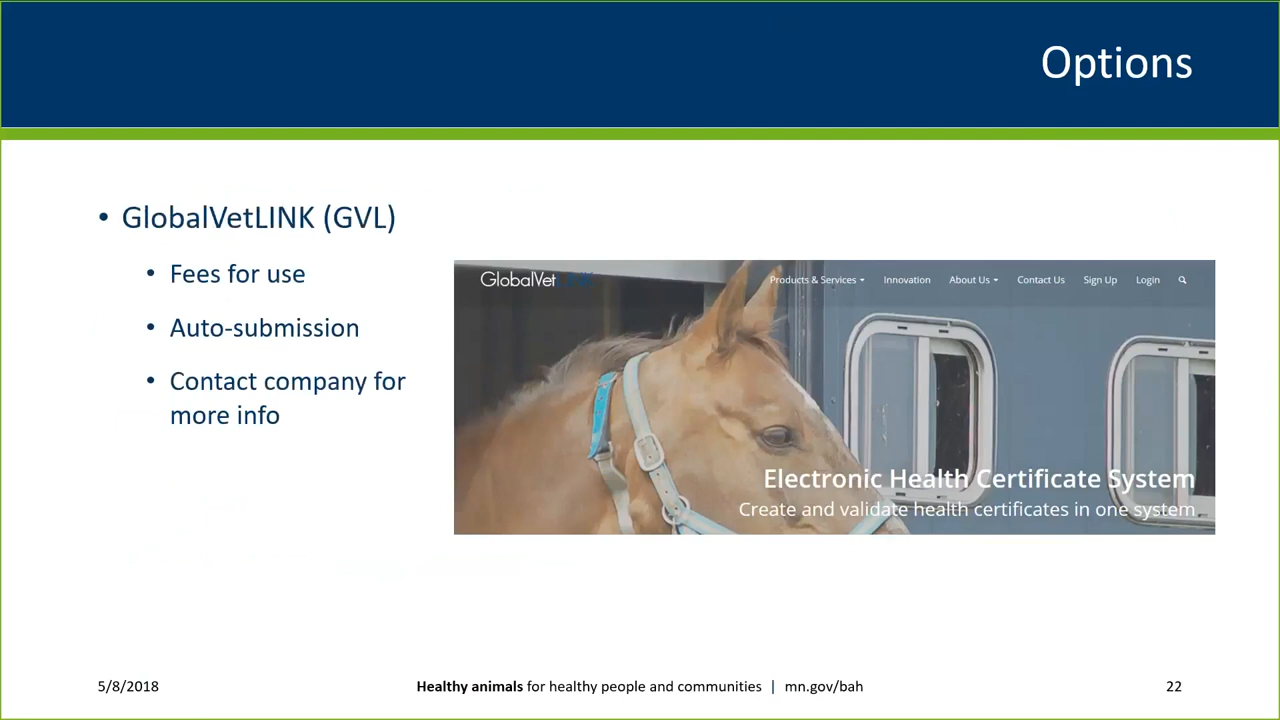 Options
• GlobalVetLINK (GVL)
• Fees for use
• Auto-submission
• Contact company for
more info
GlobalVetLINK Products & Services Innovation About Us Contact Us Sign Up Login
Electronic Health Certificate System
Create and validate health certificates in one system
5/8/2018 Healthy animals for healthy people and communities | mn.gov/bah 22